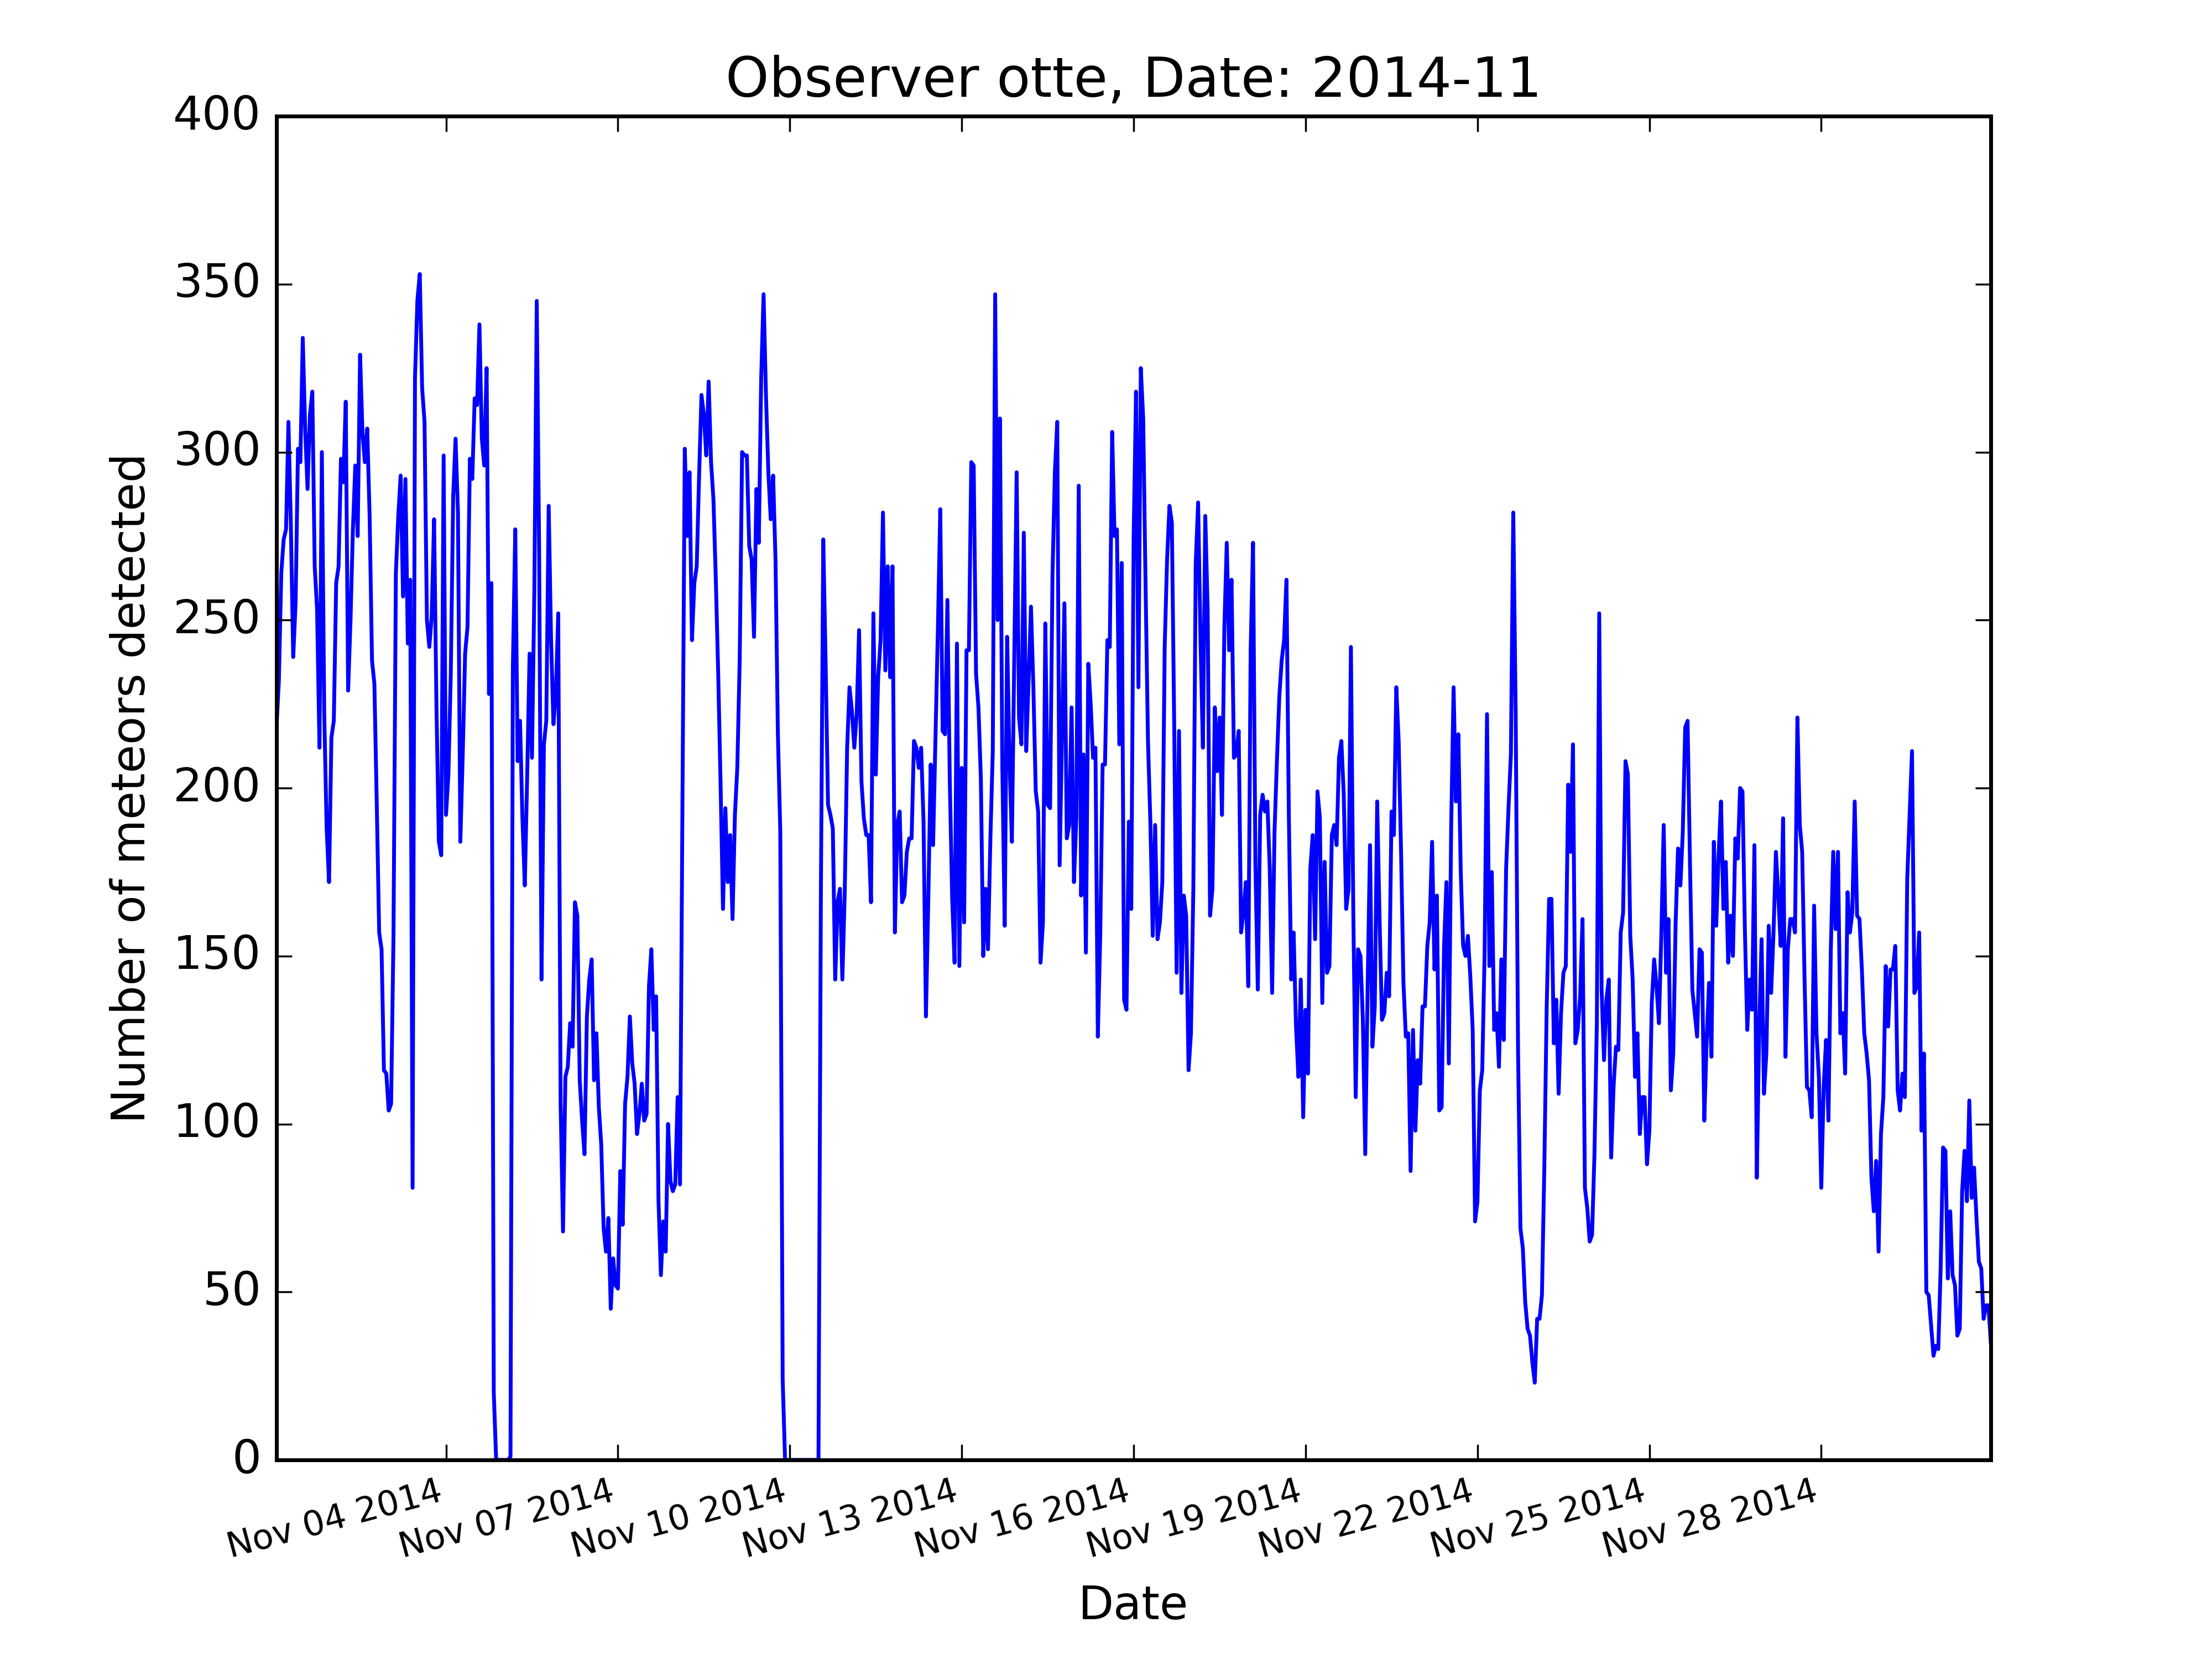 Observer otte, Date: 2014-11
400
350
300
250
200
150
100
50
0
Number of meteors detected
Nov 04 2014
Nov 07 2014
Nov 10 2014
Nov 13 2014
Nov 16 2014
Nov 19 2014
Nov 22 2014
Nov 25 2014
Nov 28 2014
Date